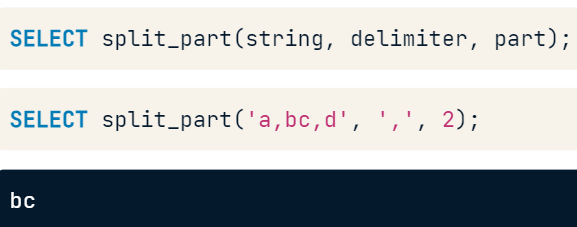 SELECT split_part(string, delimiter, part);
SELECT split_part('a,bc,d', ',', 2);
bc